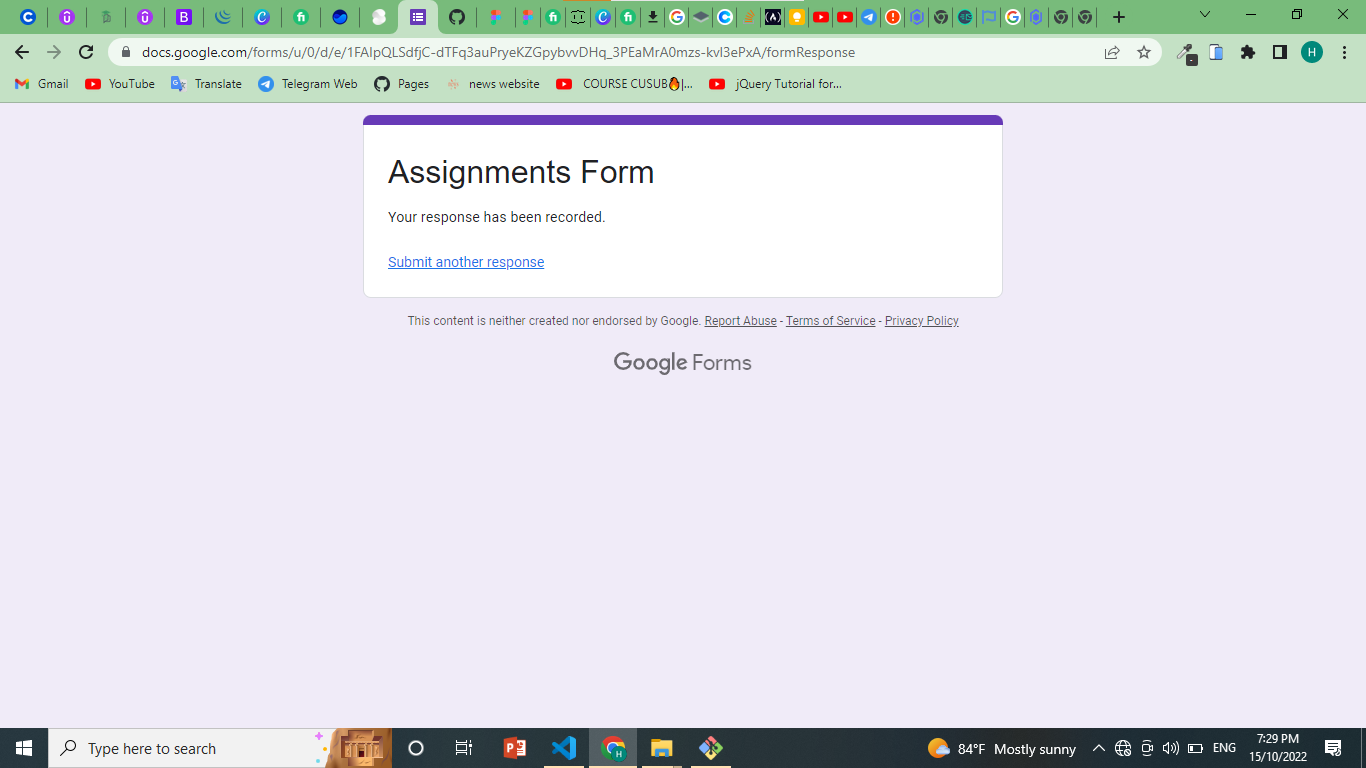 docs.google.com/forms/u/0/d/e/1FAIpQLSdfjC-dTFq3auPryeKZGpybvvDHq_3PEaMrA0mzs-kvl3ePxA/formResponse
H
Gmail YouTube Translate Telegram Web Pages news website COURSE CUSUB🔥|... jQuery Tutorial for...
Assignments Form
Your response has been recorded.
Submit another response
This content is neither created nor endorsed by Google. Report Abuse - Terms of Service - Privacy Policy
Google Forms
Type here to search
84°F Mostly sunny
ENG
7:29 PM
15/10/2022